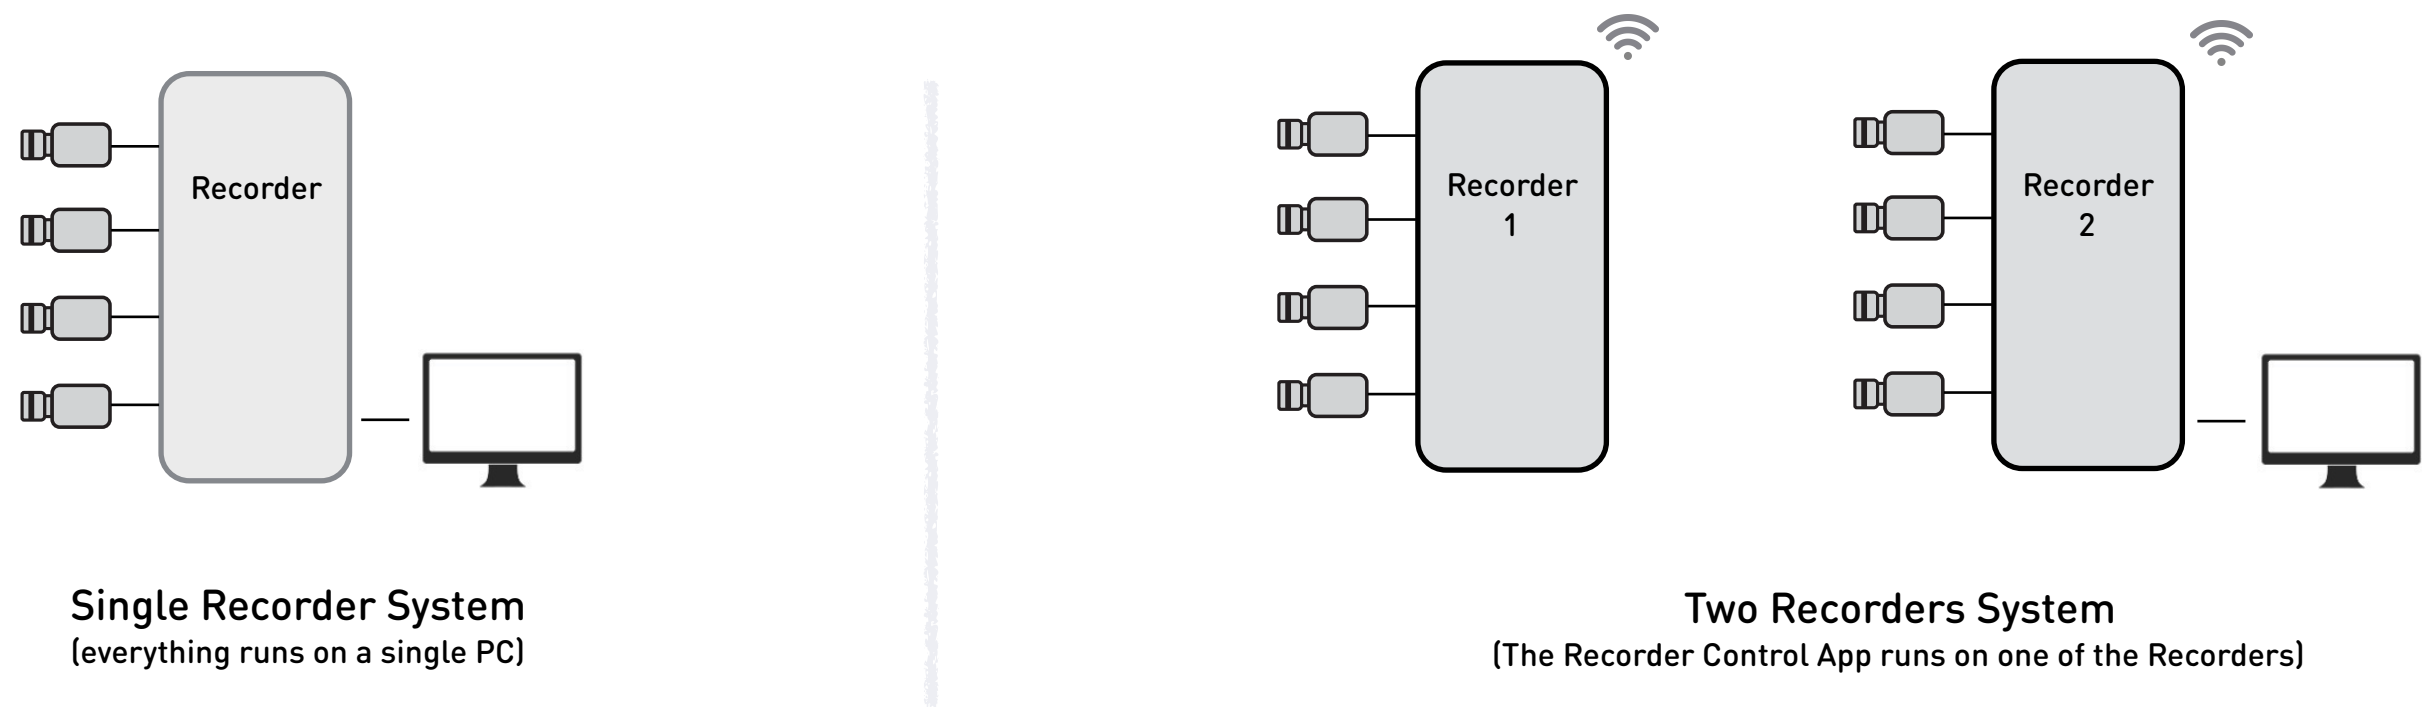 Recorder
Single Recorder System
(everything runs on a single PC)
Recorder
1
Recorder
2
Two Recorders System
(The Recorder Control App runs on one of the Recorders)